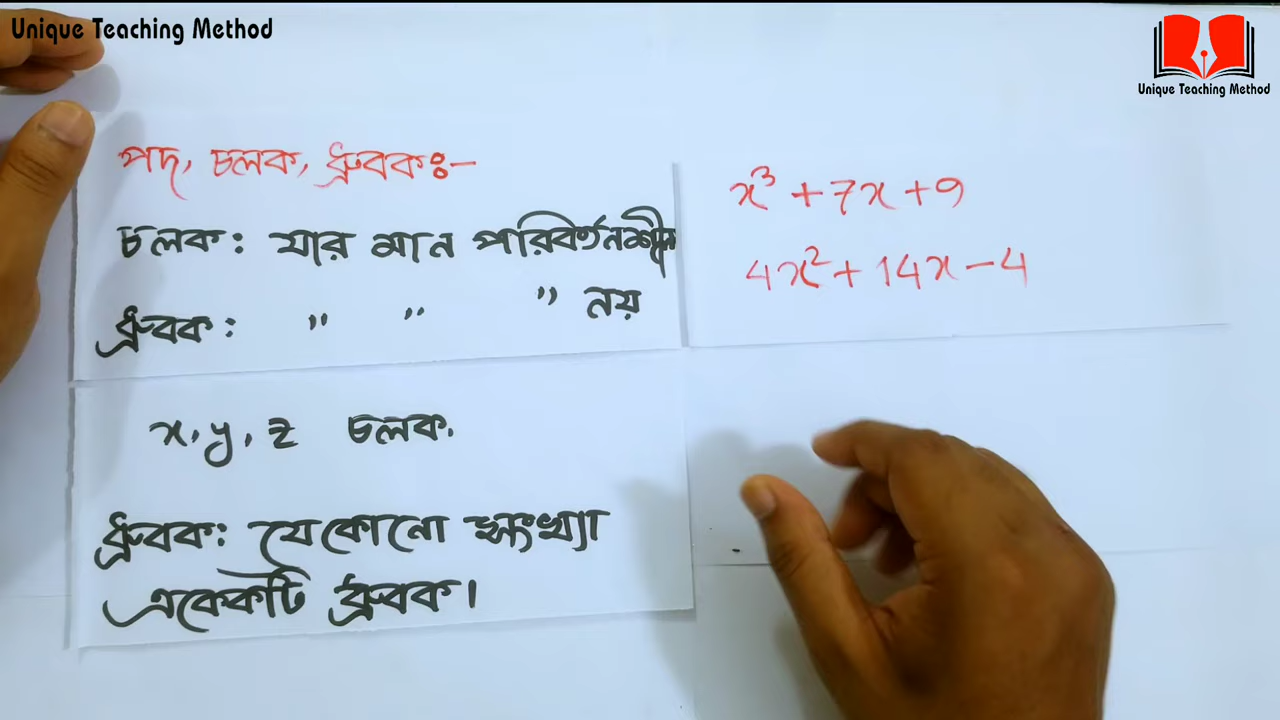 Unique Teaching Method
Unique Teaching Method
পদ, চলক, ধ্রুবকঃ-
চলক: যার মান পরিবর্তনশীল
ধ্রুবক: " " " নয়
x, y, z চলক.
ধ্রুবক: যেকোনো সংখ্যা
একেকটি ধ্রুবক।
x³ + 7x + 9
4x² + 14x - 4